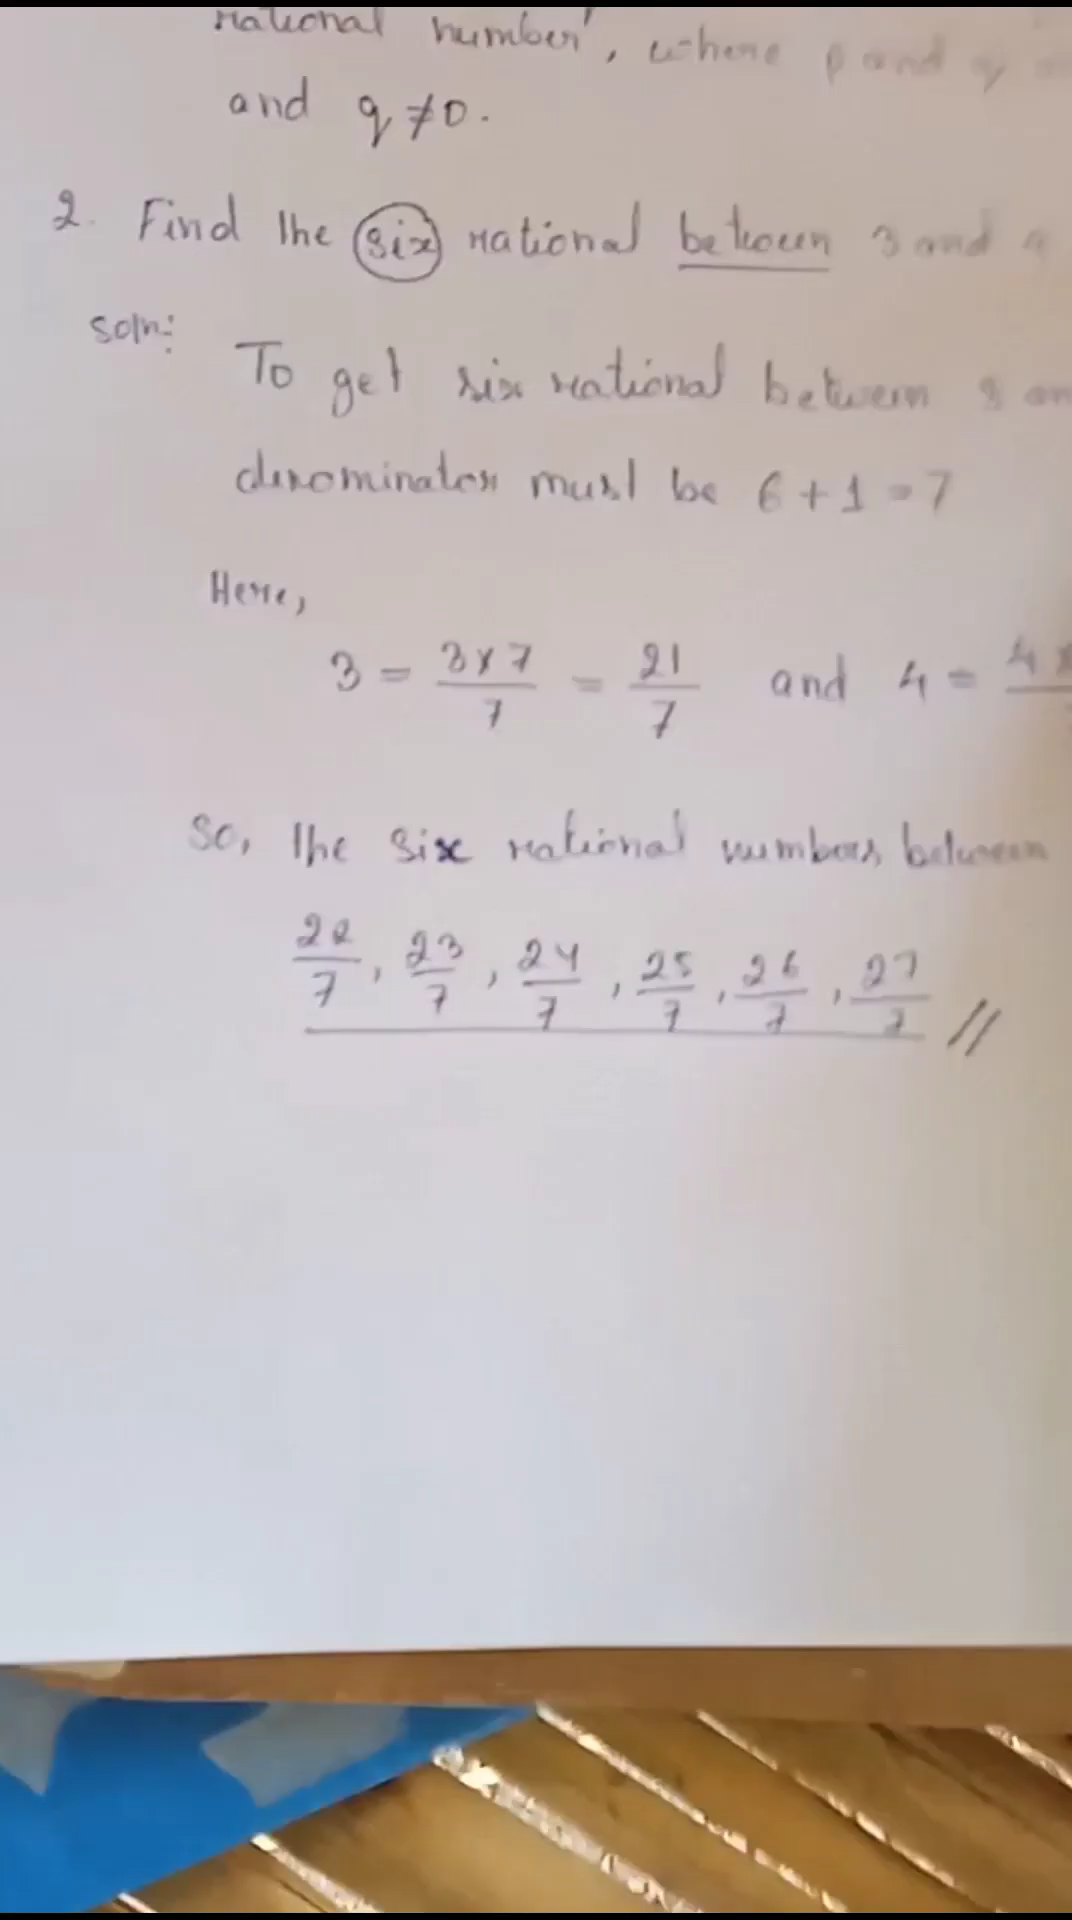 rational number, where p and q
and q ≠ 0.
2. Find the six rational between 3 and 4
Soln:
To get six rational between 3 an
denominator must be 6 + 1 = 7
Here,
3 = 3×7/7 = 21/7 and 4 = 4×
So, the six rational numbers between
22/7, 23/7, 24/7, 25/7, 26/7, 27/7 //